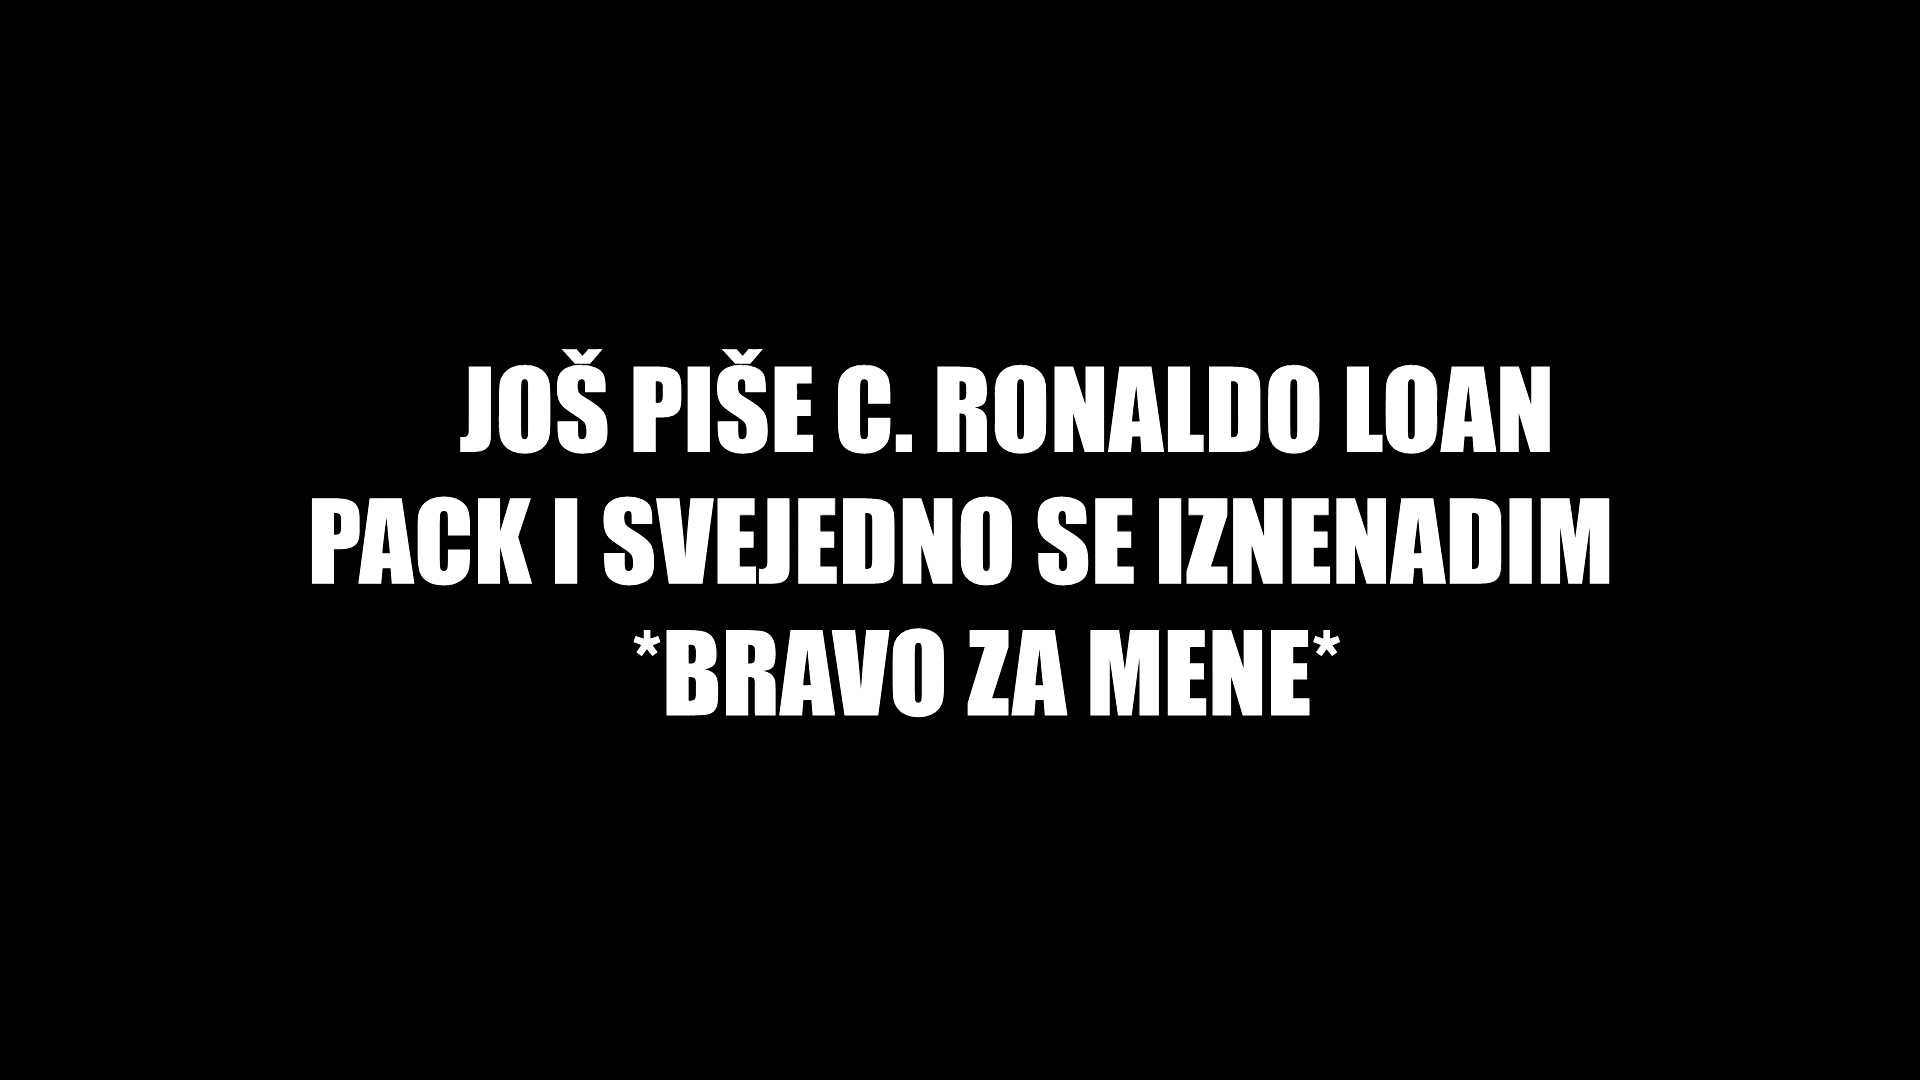 JOŠ PIŠE C. RONALDO LOAN
PACK I SVEJEDNO SE IZNENADIM
*BRAVO ZA MENE*